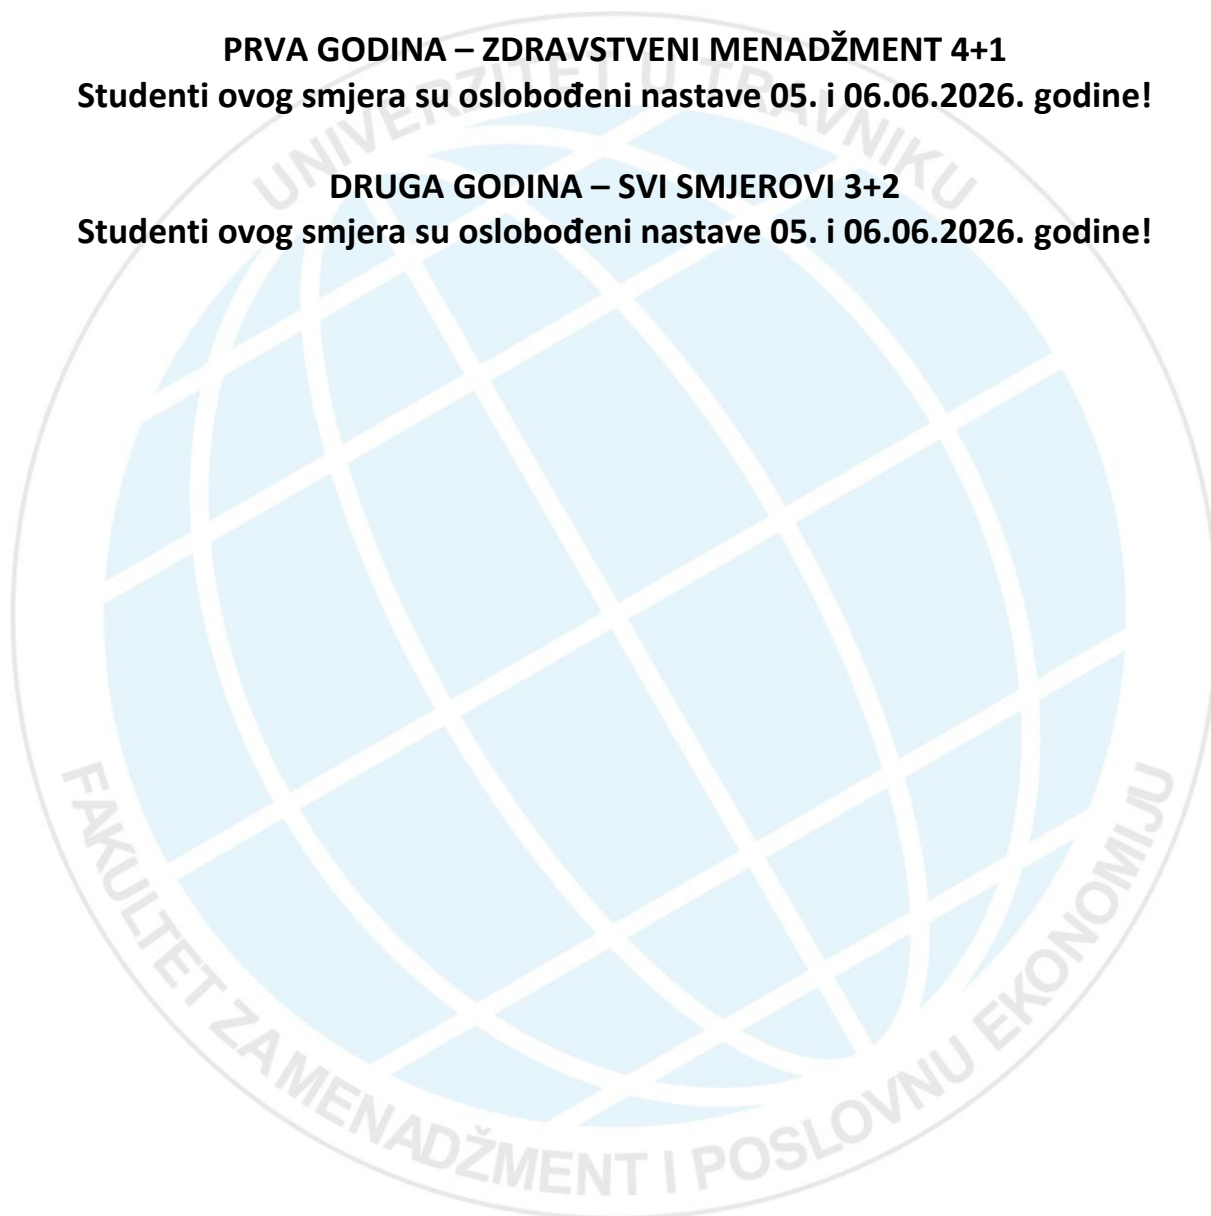 PRVA GODINA – ZDRAVSTVENI MENADŽMENT 4+1
Studenti ovog smjera su oslobođeni nastave 05. i 06.06.2026. godine!
DRUGA GODINA – SVI SMJEROVI 3+2
Studenti ovog smjera su oslobođeni nastave 05. i 06.06.2026. godine!
UNIVERZITET U TRAVNIKU
FAKULTET ZA MENADŽMENT I POSLOVNU EKONOMIJU